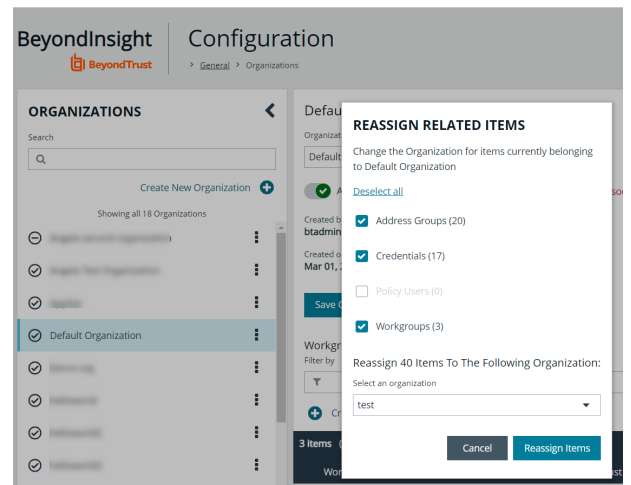 BeyondInsight
BeyondTrust
Configuration
> General > Organizations
ORGANIZATIONS
Search
Create New Organization
Showing all 18 Organizations
Default Organization
Defau
Organizat
Default
A
Created b
btadmin
Created o
Mar 01, 2
Save
Workgr
Filter by
Cr
3 Items (
Wor
REASSIGN RELATED ITEMS
Change the Organization for items currently belonging
to Default Organization
Deselect all
Address Groups (20)
Credentials (17)
Policy Users (0)
Workgroups (3)
Reassign 40 Items To The Following Organization:
Select an organization
test
Cancel
Reassign Items